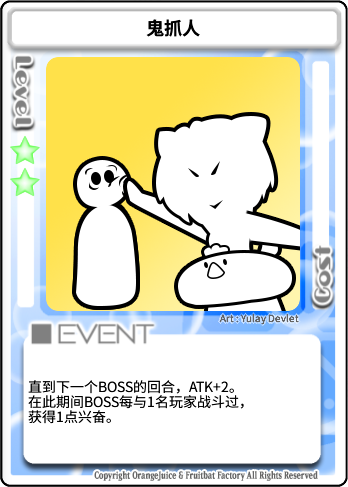 鬼抓人
Level
Cost
Art : Yulay Devlet
EVENT
直到下一个BOSS的回合，ATK+2。
在此期间BOSS每与1名玩家战斗过，
获得1点兴奋。
Copyright OrangeJuice & Fruitbat Factory All Rights Reserved